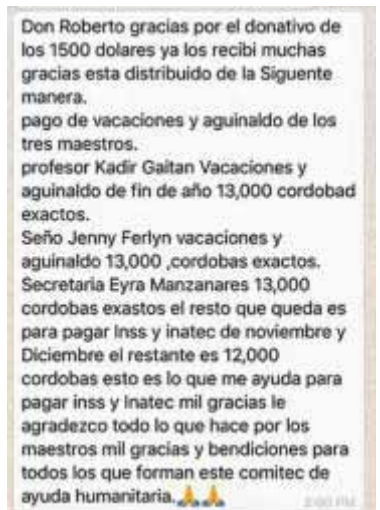 Don Roberto gracias por el donativo de
los 1500 dolares ya los recibi muchas
gracias esta distribuido de la Siguente
manera.
pago de vacaciones y aguinaldo de los
tres maestros.
profesor Kadir Gaitan Vacaciones y
aguinaldo de fin de año 13,000 cordobad
exactos.
Seño Jenny Ferlyn vacaciones y
aguinaldo 13,000 ,cordobas exactos.
Secretaria Eyra Manzanares 13,000
cordobas exastos el resto que queda es
para pagar Inss y inatec de noviembre y
Diciembre el restante es 12,000
cordobas esto es lo que me ayuda para
pagar inss y Inatec mil gracias le
agradezco todo lo que hace por los
maestros mil gracias y bendiciones para
todos los que forman este comitec de
ayuda humanitaria.🙏🙏
2:00 PM